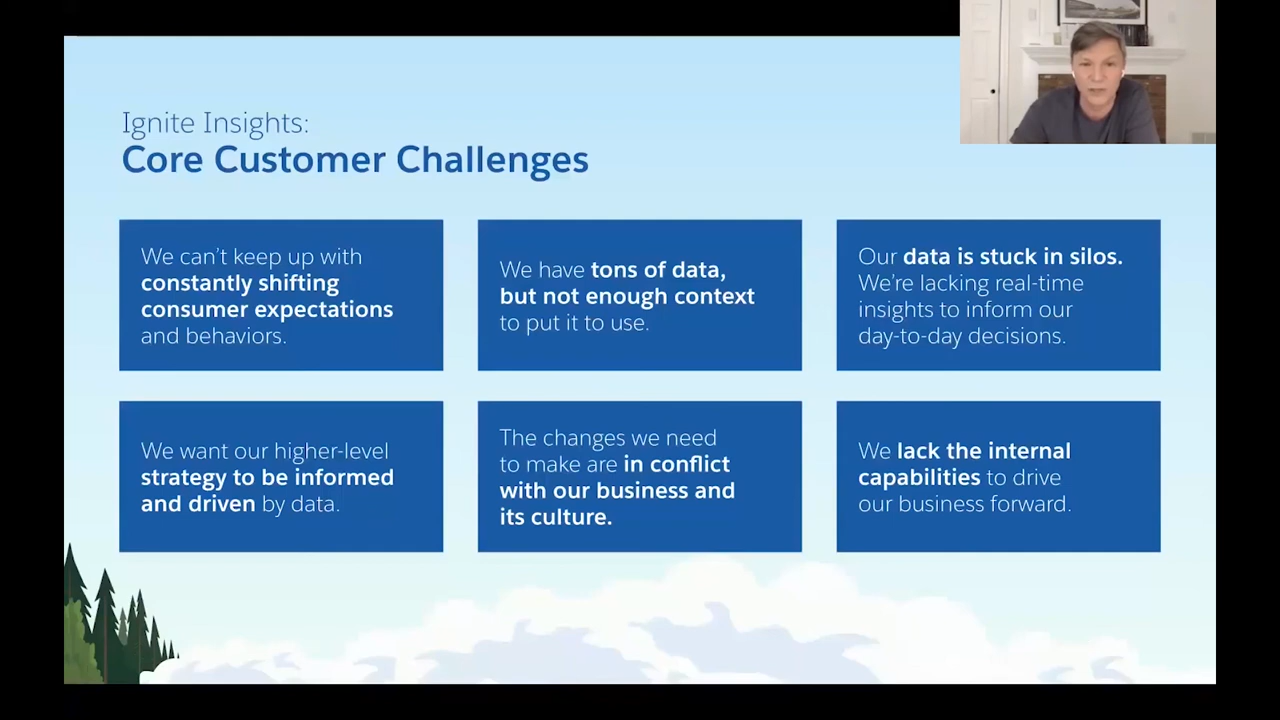 Ignite Insights:
Core Customer Challenges
We can’t keep up with
constantly shifting
consumer expectations
and behaviors.
We have tons of data,
but not enough context
to put it to use.
Our data is stuck in silos.
We’re lacking real-time
insights to inform our
day-to-day decisions.
We want our higher-level
strategy to be informed
and driven by data.
The changes we need
to make are in conflict
with our business and
its culture.
We lack the internal
capabilities to drive
our business forward.